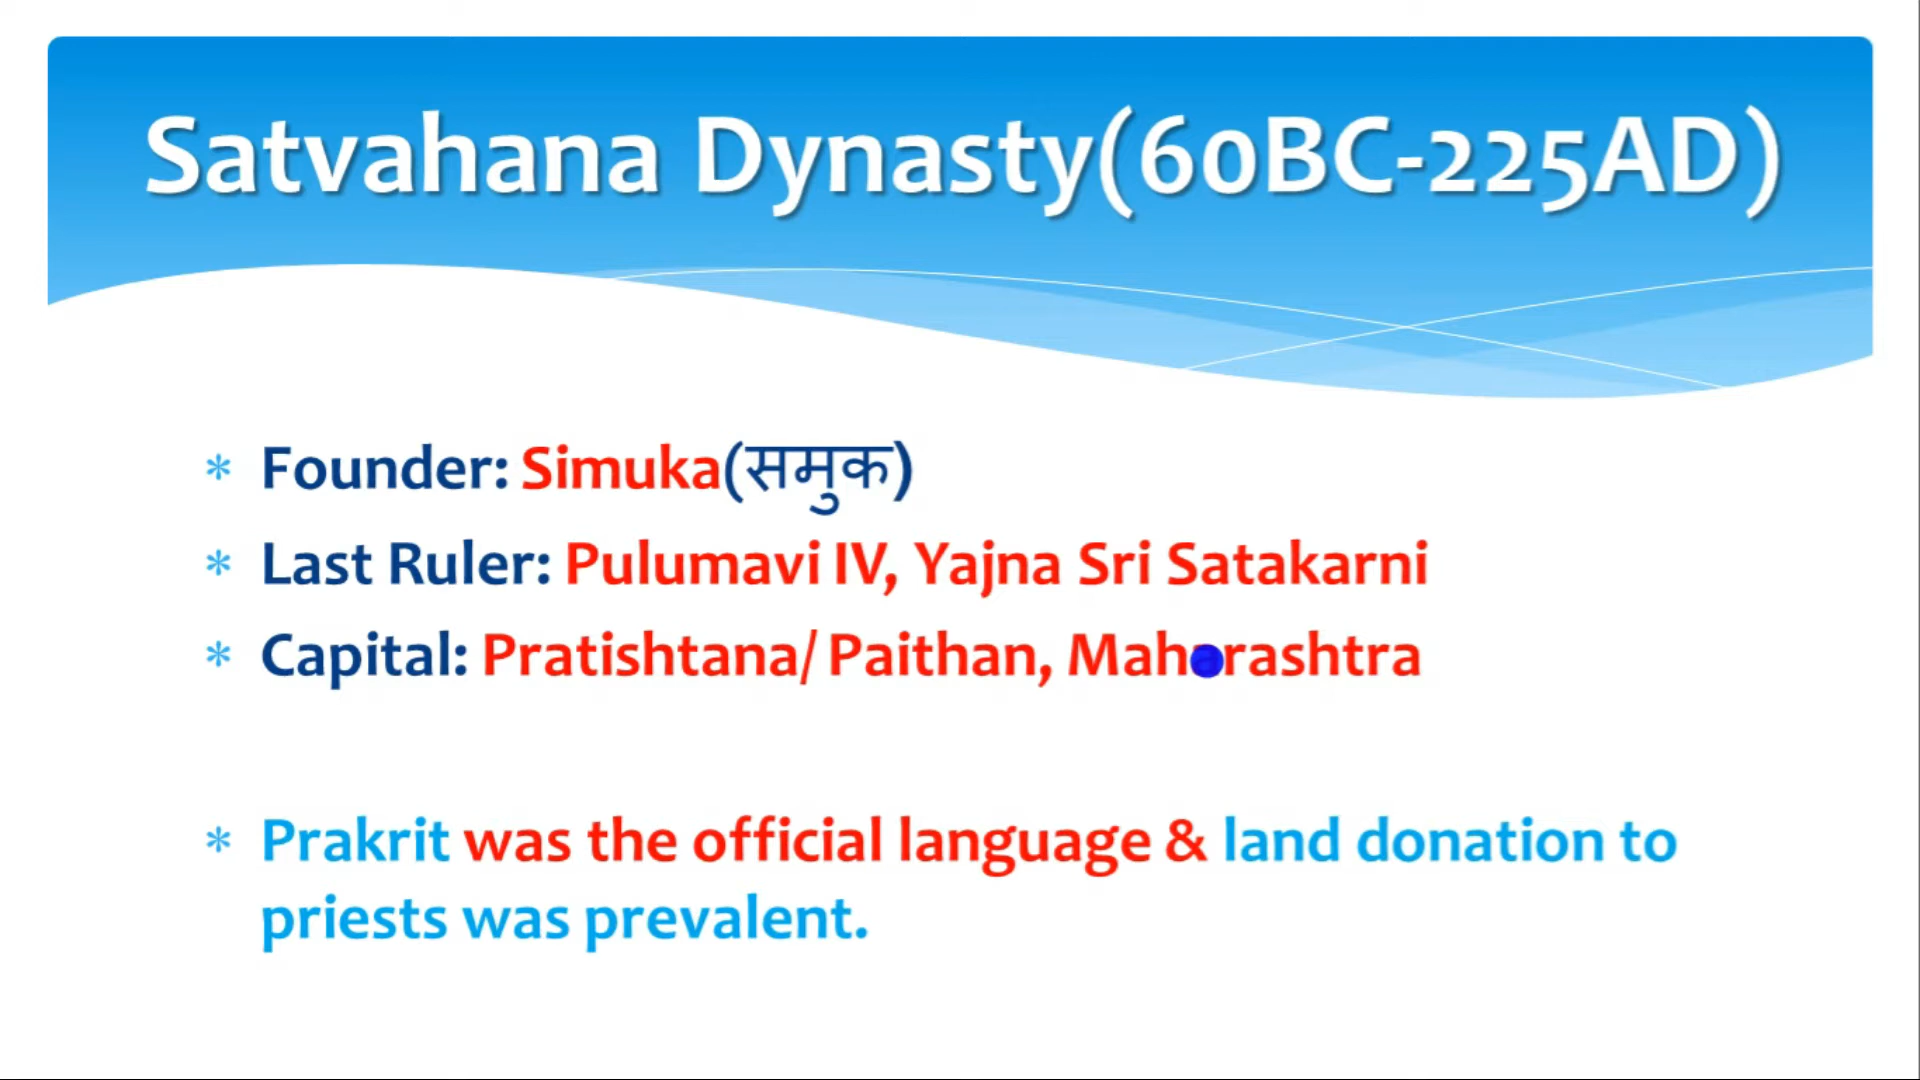 Satvahana Dynasty(60BC-225AD)
* Founder: Simuka(समुक)
* Last Ruler: Pulumavi IV, Yajna Sri Satakarni
* Capital: Pratishtana/ Paithan, Maharashtra
* Prakrit was the official language & land donation to
priests was prevalent.